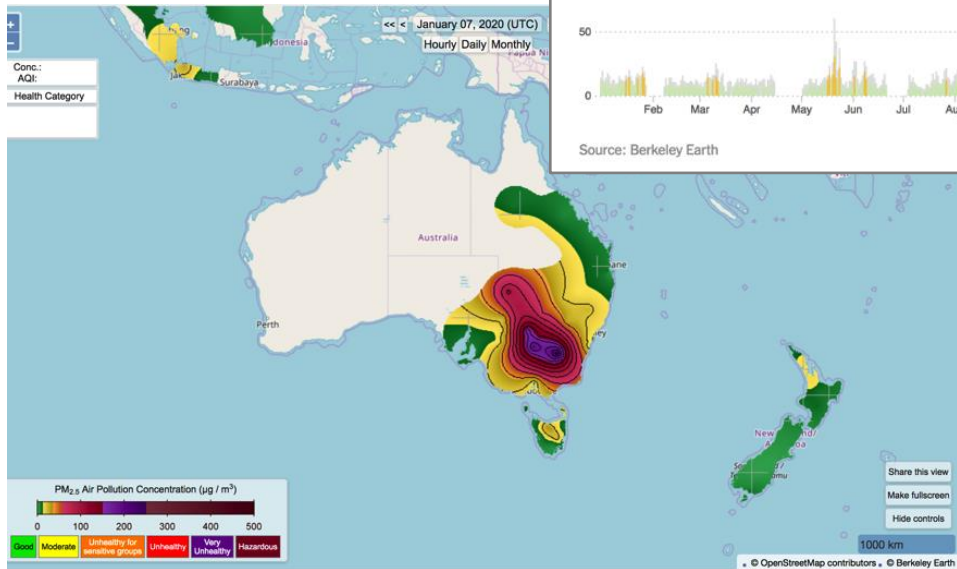 +
−
Conc.:
AQI:
Health Category
<< < January 07, 2020 (UTC)
Hourly Daily Monthly
donesia
Surabaya
50
0
Feb Mar Apr May Jun Jul Au
Source: Berkeley Earth
Australia
Perth
PM2.5 Air Pollution Concentration (µg / m³)
0 100 200 300 400 500
Good
Moderate
Unhealthy for
sensitive groups
Unhealthy
Very
Unhealthy
Hazardous
Share this view
Make fullscreen
Hide controls
1000 km
© OpenStreetMap contributors © Berkeley Earth